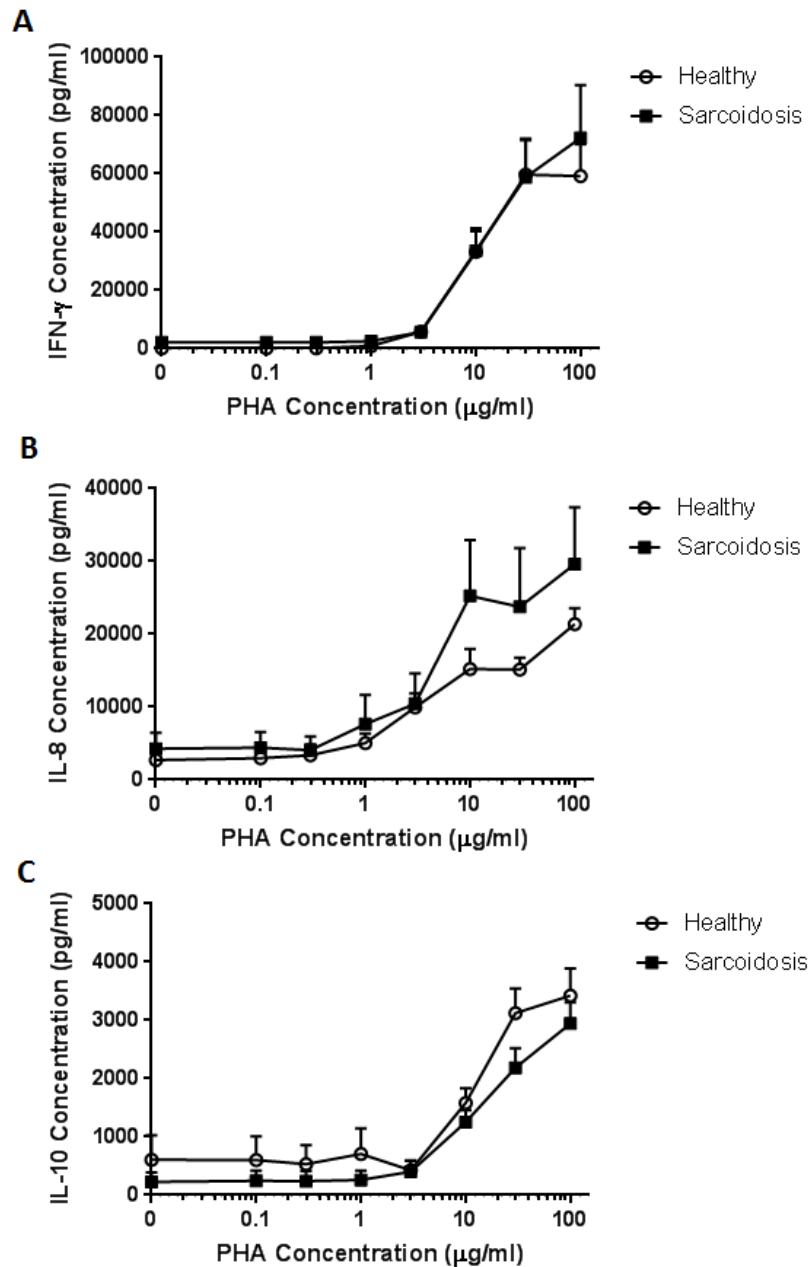 A
IFN-γ Concentration (pg/ml)
100000
80000
60000
40000
20000
0
0 0.1 1 10 100
PHA Concentration (μg/ml)
Healthy
Sarcoidosis
B
IL-8 Concentration (pg/ml)
40000
30000
20000
10000
0
0 0.1 1 10 100
PHA Concentration (μg/ml)
Healthy
Sarcoidosis
C
IL-10 Concentration (pg/ml)
5000
4000
3000
2000
1000
0
0 0.1 1 10 100
PHA Concentration (μg/ml)
Healthy
Sarcoidosis